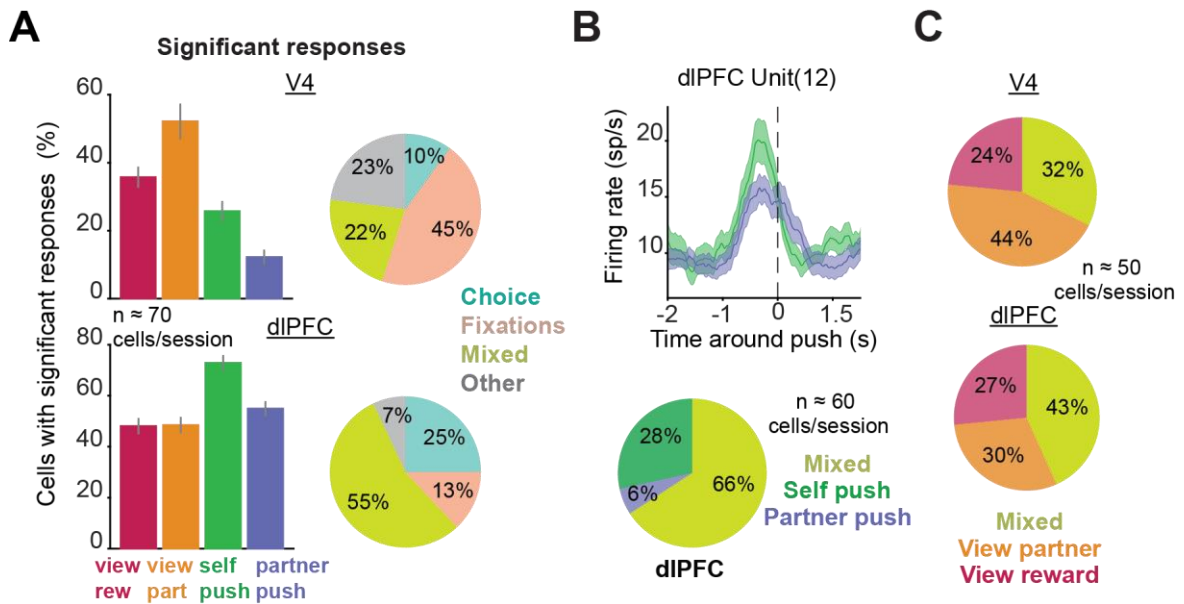 A
Significant responses
V4
Cells with significant responses (%)
60
40
20
0
23%
10%
22%
45%
n ≈ 70
cells/session
dlPFC
Choice
Fixations
Mixed
Other
80
60
40
20
0
7%
25%
55%
13%
view
rew
view
part
self
push
partner
push
B
dlPFC Unit(12)
Firing rate (sp/s)
20
15
10
-2
-1
0
1.5
Time around push (s)
n ≈ 60
cells/session
28%
6%
66%
Mixed
Self push
Partner push
dlPFC
C
V4
24%
32%
44%
n ≈ 50
cells/session
dlPFC
27%
43%
30%
Mixed
View partner
View reward